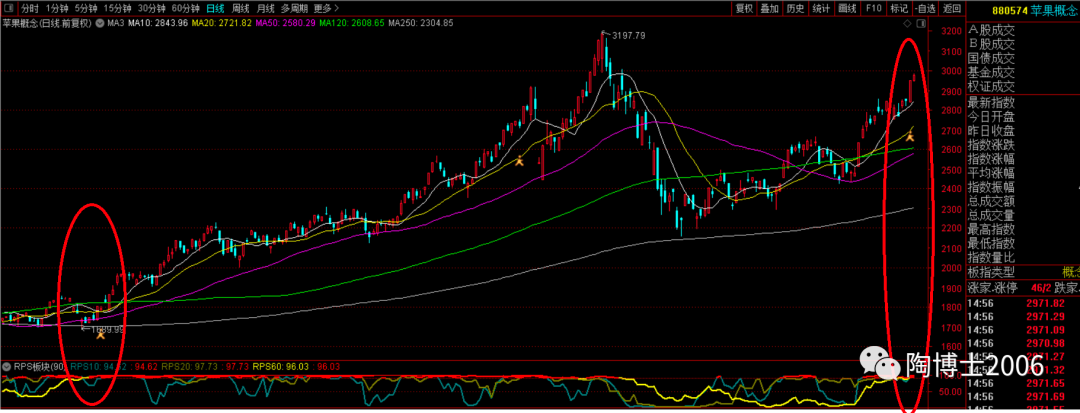 分时 1分钟 5分钟 15分钟 30分钟 60分钟 日线 周线 月线 多周期 更多 >
复权 叠加 历史 统计 画线 F10 标记 -自选 返回
880574 苹果概念
苹果概念(日线 前复权) MA3 MA10: 2843.96 MA20: 2721.82 MA50: 2580.29 MA120: 2608.65 MA250: 2304.85
3197.79
1689.99
3200
3000
2900
2800
2700
2600
2500
2400
2300
2200
2100
2000
1900
1800
1700
1600
A股成交
B股成交
国债成交
基金成交
权证成交
最新指数
今日开盘
昨日收盘
指数涨跌
指数涨幅
平均涨幅
指数振幅
总成交额
总成交量
最高指数
最低指数
指数量比
板指类型 概念
涨家.涨停 46/2 跌家
14:56 2971.82
14:56 2971.29
14:56 2971.09
14:56 2970.98
14:56 2971.27
14:56
14:56 2971.65
14:56 2971.69
14:56
RPS板块(90, RPS10: 94.62 : 94.62 RPS20: 97.73 : 97.73 RPS60: 96.03 : 96.03
50.00
陶博士2006